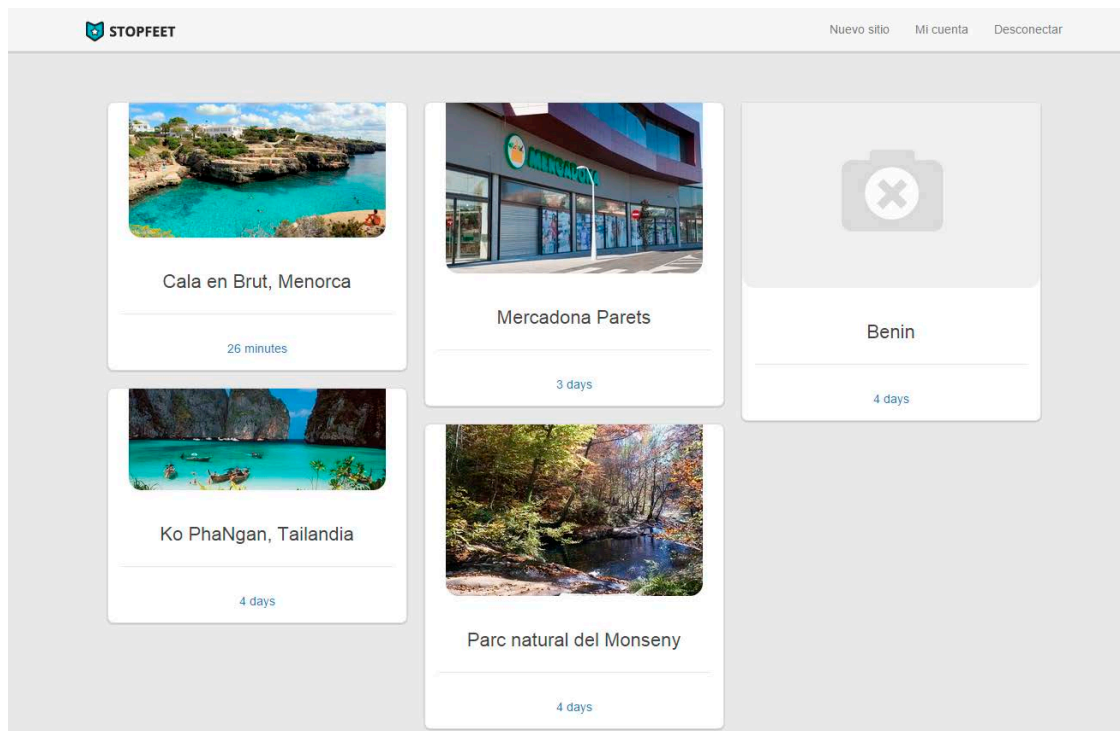 STOPFEET
Nuevo sitio Mi cuenta Desconectar
MERCADONA
Cala en Brut, Menorca
26 minutes
Mercadona Parets
3 days
Benin
4 days
Ko PhaNgan, Tailandia
4 days
Parc natural del Monseny
4 days